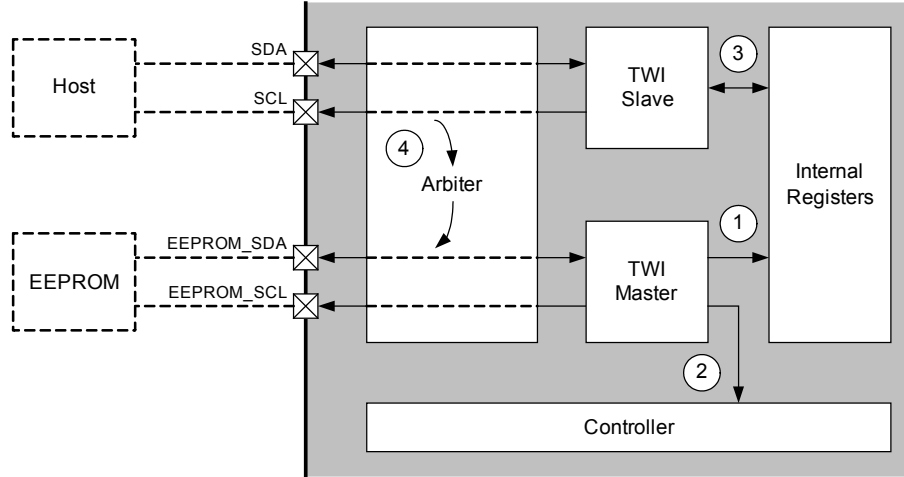 SDA
Host
SCL
TWI
Slave
3
4
Arbiter
Internal
Registers
1
EEPROM_SDA
EEPROM
EEPROM_SCL
TWI
Master
2
Controller